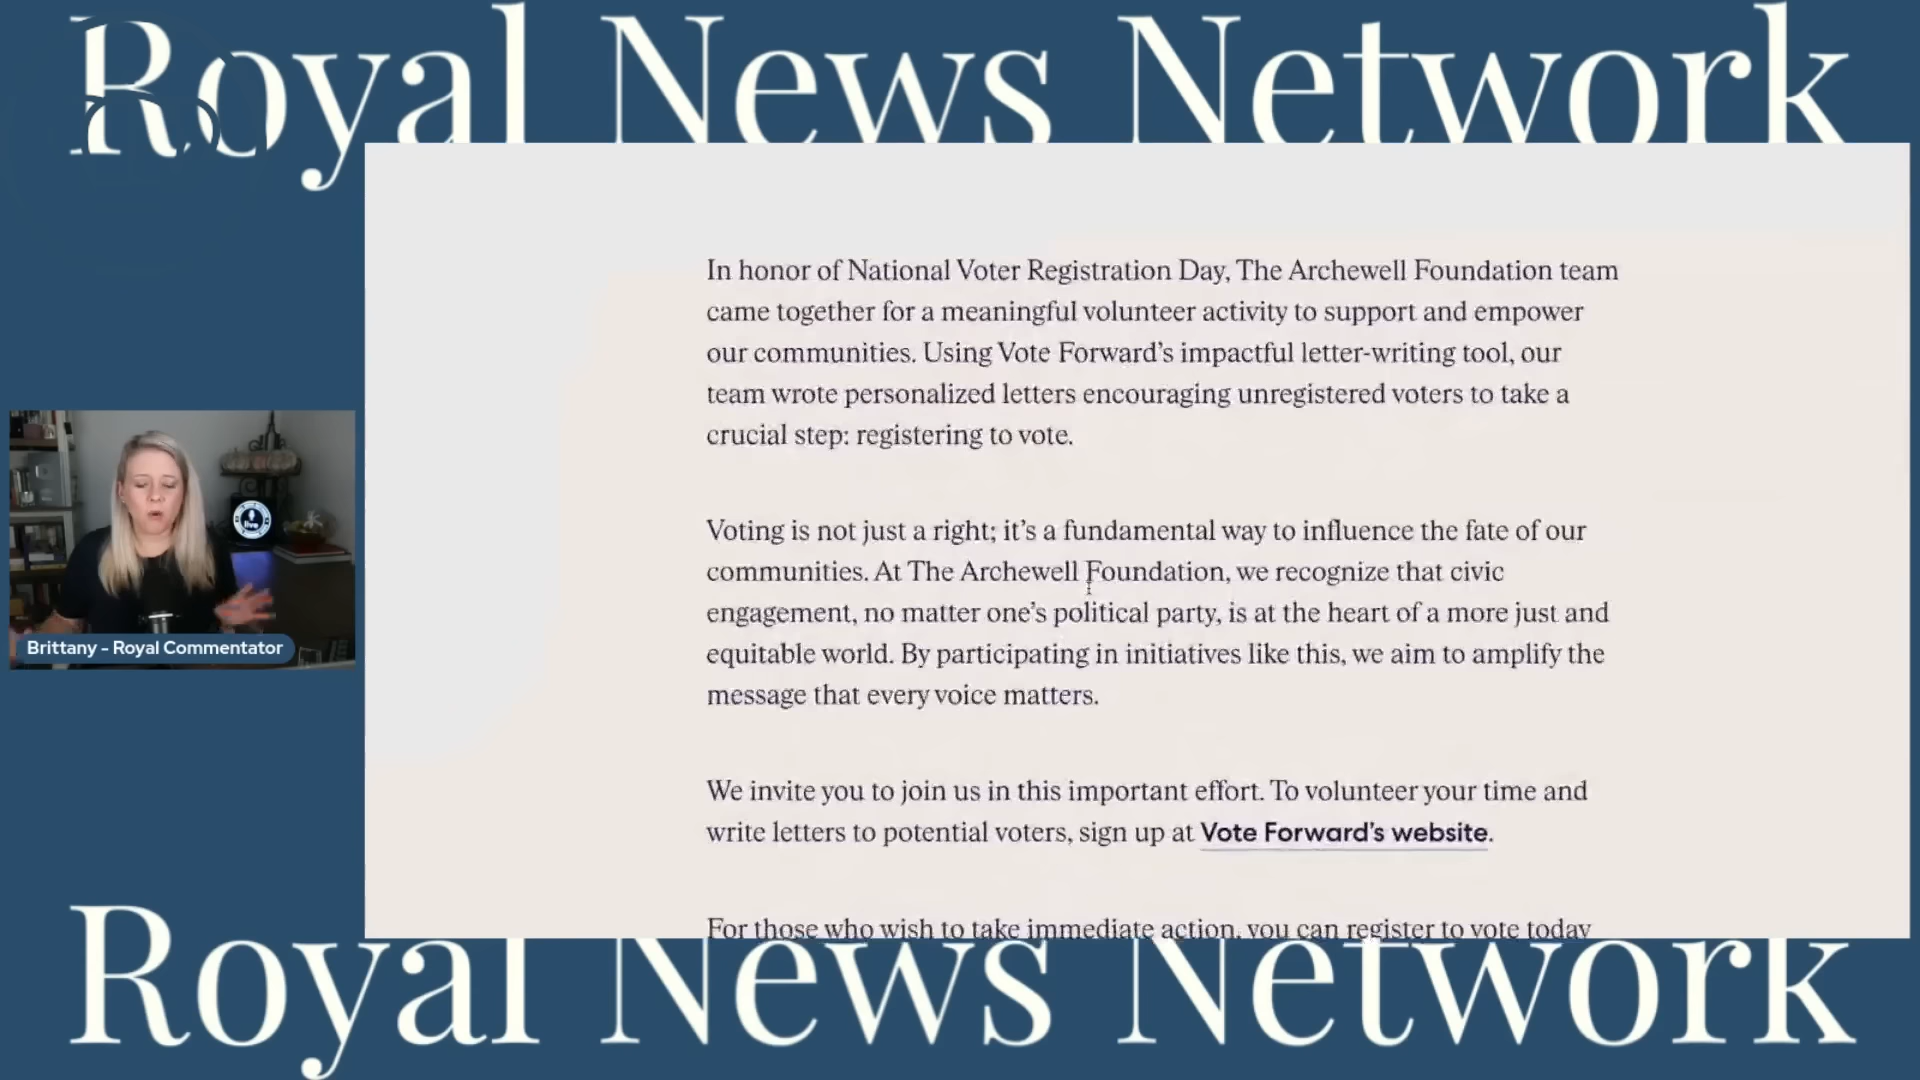 Royal News Network
In honor of National Voter Registration Day, The Archewell Foundation team
came together for a meaningful volunteer activity to support and empower
our communities. Using Vote Forward’s impactful letter-writing tool, our
team wrote personalized letters encouraging unregistered voters to take a
crucial step: registering to vote.
Voting is not just a right; it’s a fundamental way to influence the fate of our
communities. At The Archewell Foundation, we recognize that civic
engagement, no matter one’s political party, is at the heart of a more just and
equitable world. By participating in initiatives like this, we aim to amplify the
message that every voice matters.
We invite you to join us in this important effort. To volunteer your time and
write letters to potential voters, sign up at Vote Forward’s website.
For those who wish to take immediate action, you can register to vote today
live
Brittany - Royal Commentator
Royal News Network